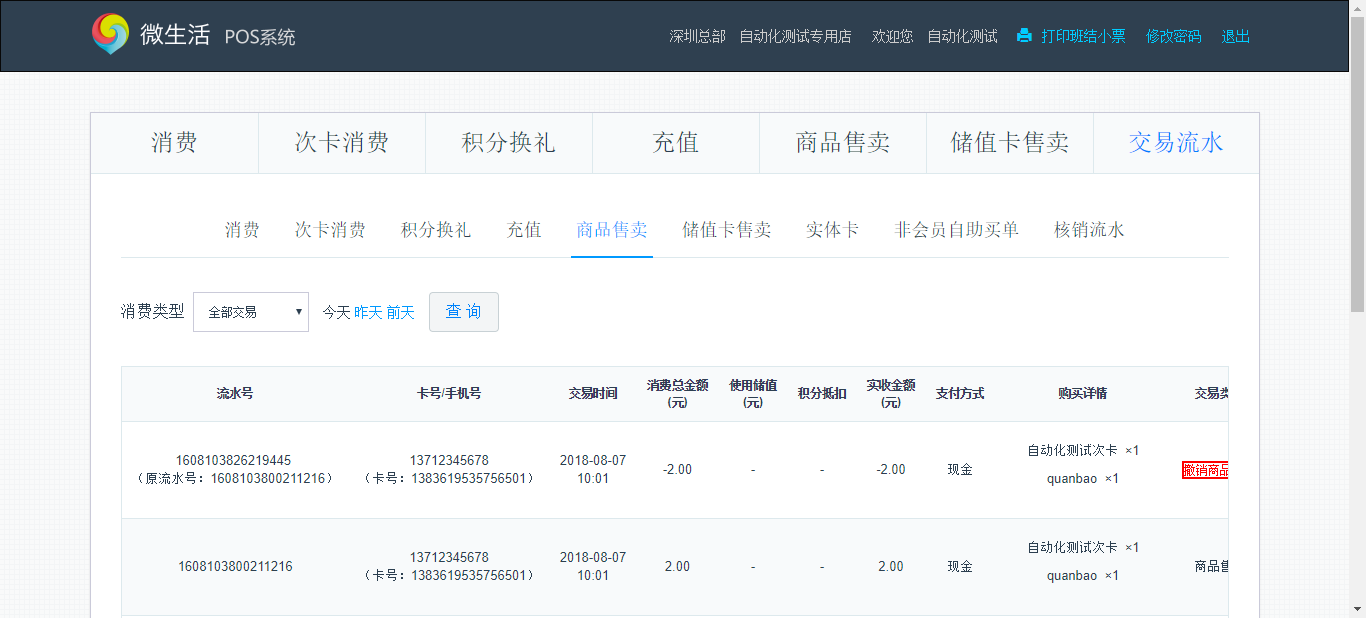 微生活 POS系统 深圳总部 自动化测试专用店 欢迎您 自动化测试 打印班结小票 修改密码 退出
消费 次卡消费 积分换礼 充值 商品售卖 储值卡售卖 交易流水
消费 次卡消费 积分换礼 充值 商品售卖 储值卡售卖 实体卡 非会员自助买单 核销流水
消费类型 全部交易 今天 昨天 前天 查 询
流水号 卡号/手机号 交易时间 消费总金额(元) 使用储值(元) 积分抵扣 实收金额(元) 支付方式 购买详情 交易类
1608103826219445 13712345678 2018-08-07 自动化测试次卡 ×1
(原流水号：1608103800211216) (卡号：1383619535756501) 10:01 -2.00 - - -2.00 现金 quanbao ×1 撤销商品
1608103800211216 13712345678 2018-08-07 自动化测试次卡 ×1
(卡号：1383619535756501) 10:01 2.00 - - 2.00 现金 quanbao ×1 商品售